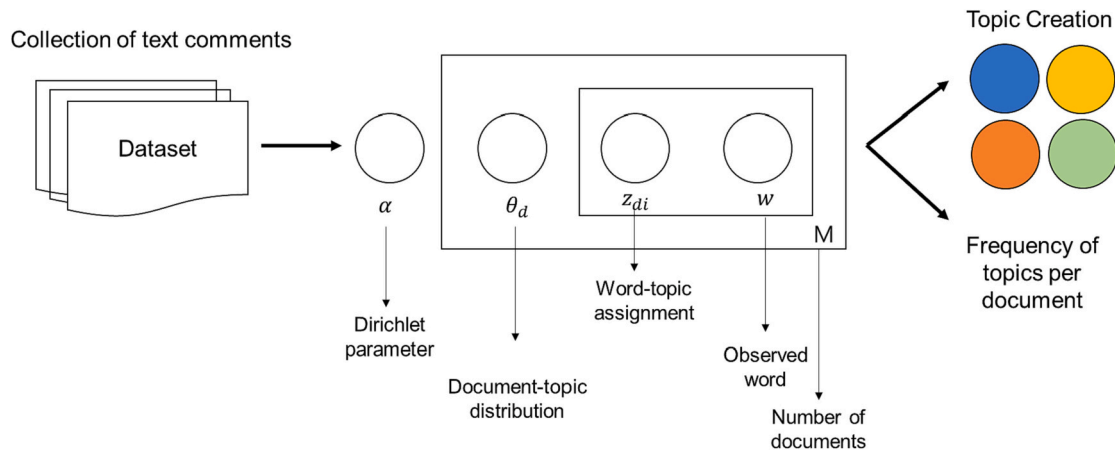 Collection of text comments
Dataset
α
θ_d
z_di
w
M
Dirichlet
parameter
Document-topic
distribution
Word-topic
assignment
Observed
word
Number of
documents
Topic Creation
Frequency of
topics per
document